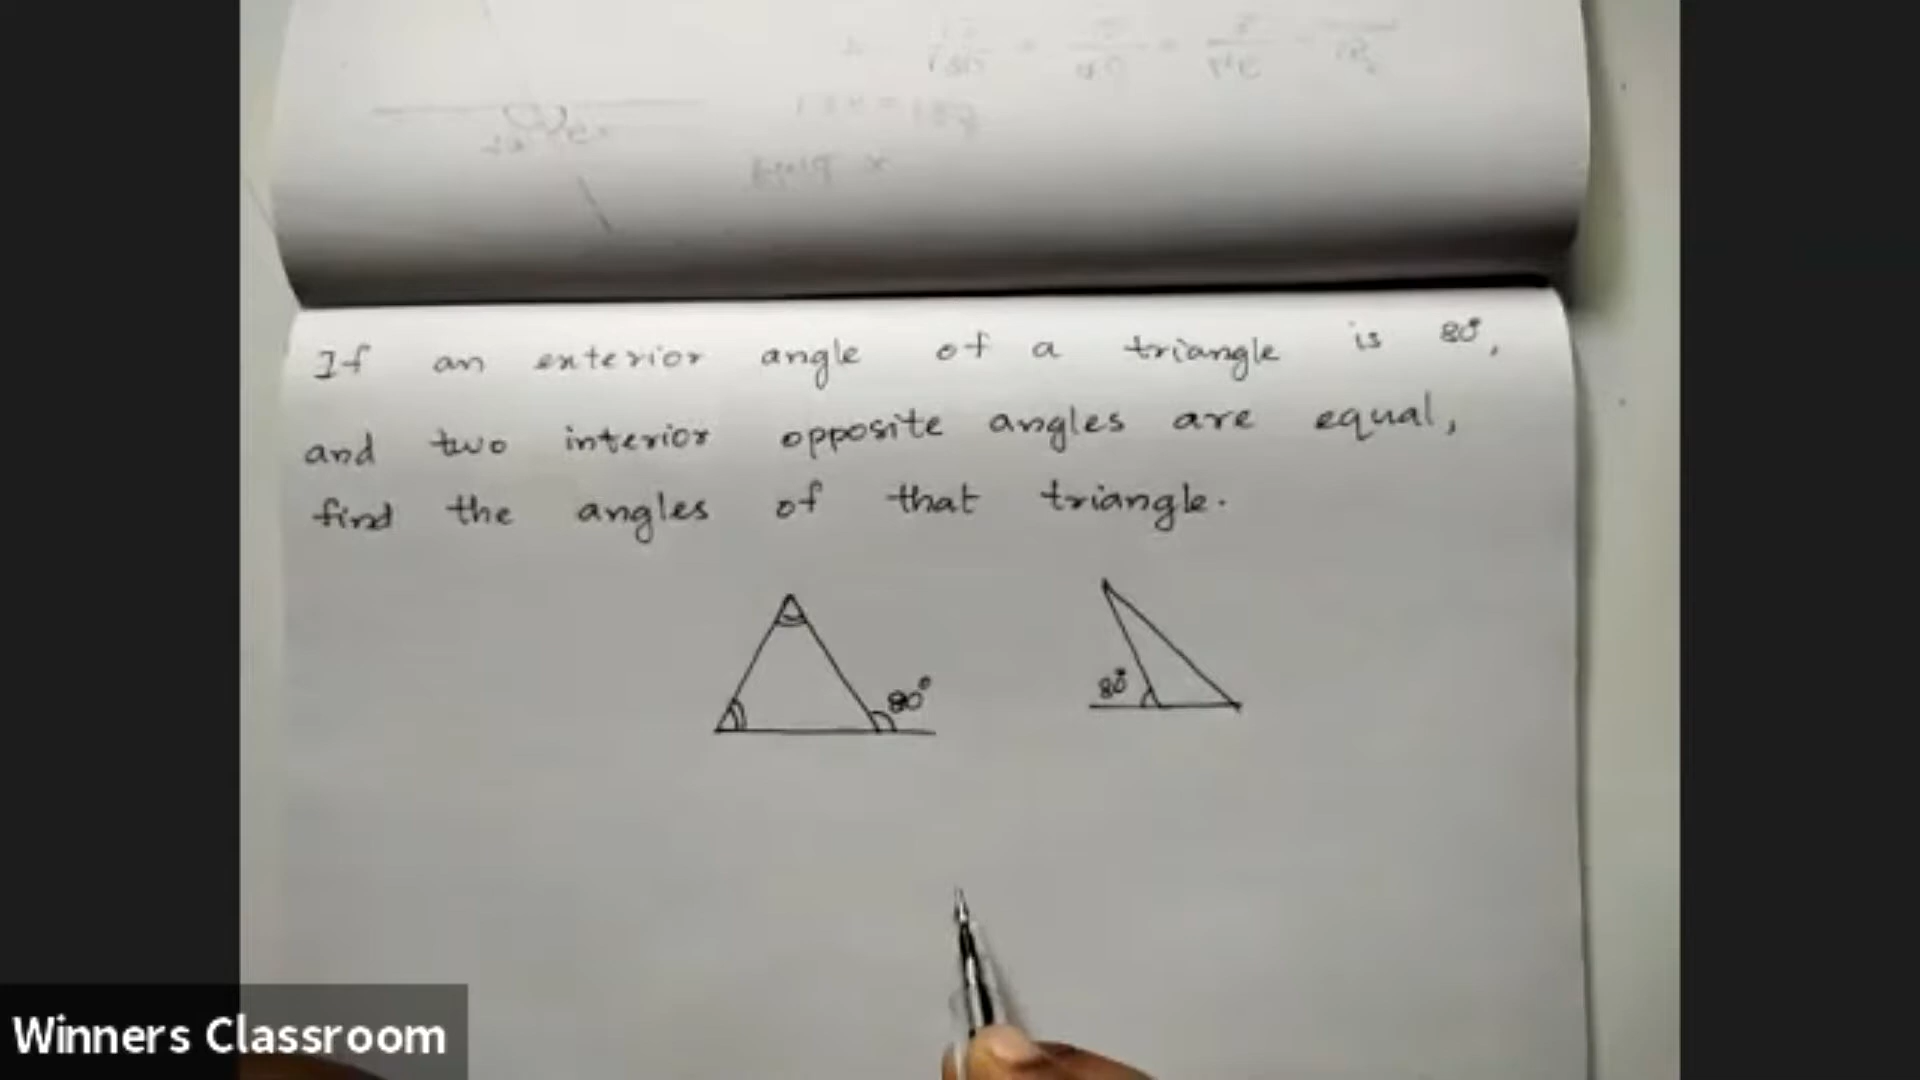 If an exterior angle of a triangle is 80°,
and two interior opposite angles are equal,
find the angles of that triangle.
80°
80°
Winners Classroom